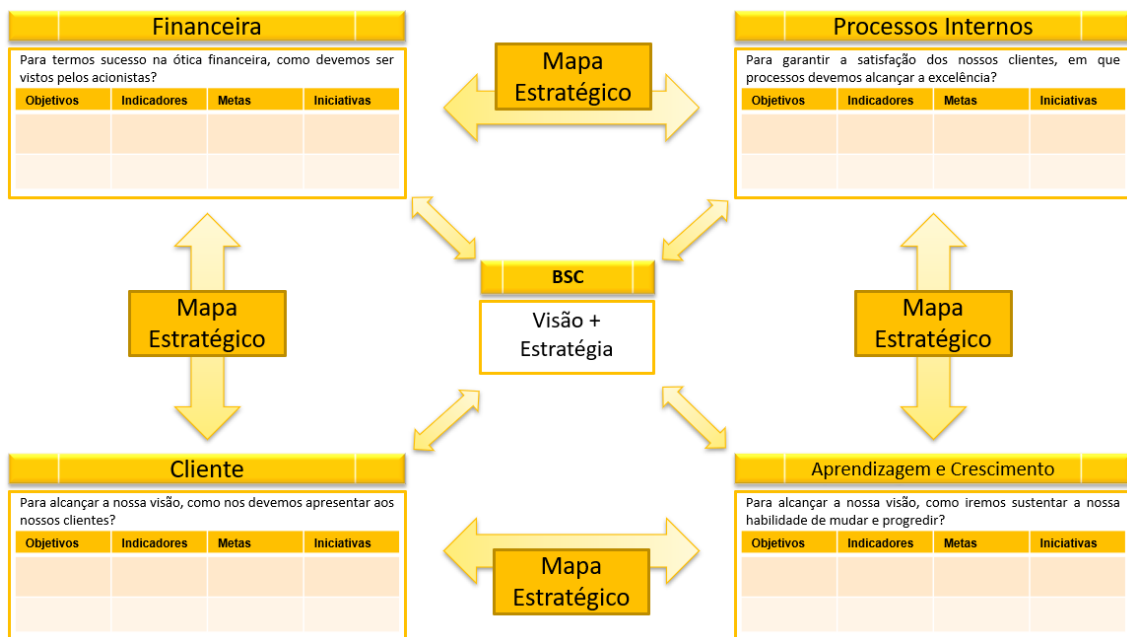 Financeira
Para termos sucesso na ótica financeira, como devemos ser
vistos pelos acionistas?
Objetivos Indicadores Metas Iniciativas
Mapa
Estratégico
Processos Internos
Para garantir a satisfação dos nossos clientes, em que
processos devemos alcançar a excelência?
Objetivos Indicadores Metas Iniciativas
Mapa
Estratégico
BSC
Visão +
Estratégia
Mapa
Estratégico
Cliente
Para alcançar a nossa visão, como nos devemos apresentar aos
nossos clientes?
Objetivos Indicadores Metas Iniciativas
Mapa
Estratégico
Aprendizagem e Crescimento
Para alcançar a nossa visão, como iremos sustentar a nossa
habilidade de mudar e progredir?
Objetivos Indicadores Metas Iniciativas